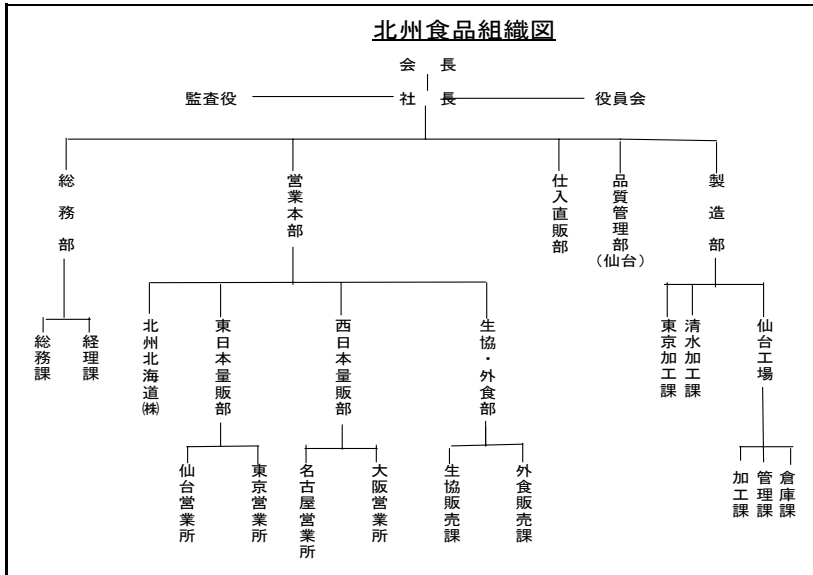 北州食品組織図
会　長
監査役
社　長
役員会
総務部
営業本部
仕入直販部
品質管理部
（仙台）
製造部
総務課
経理課
北州北海道㈱
東日本量販部
西日本量販部
生協・外食部
東京加工課
清水加工課
仙台工場
仙台営業所
東京営業所
名古屋営業所
大阪営業所
生協販売課
外食販売課
加工課
管理課
倉庫課